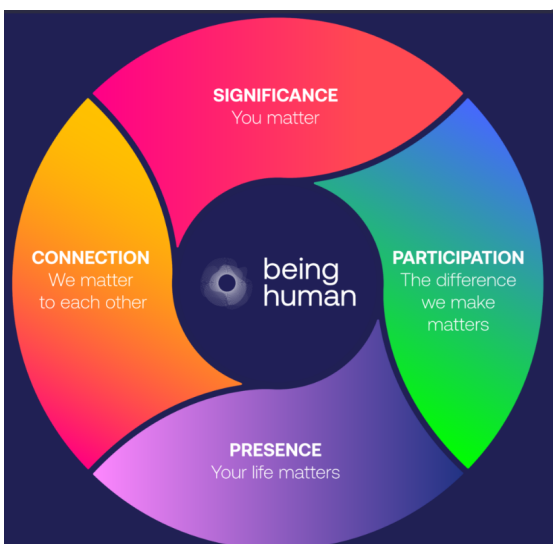 SIGNIFICANCE
You matter
CONNECTION
We matter
to each other
being
human
PARTICIPATION
The difference
we make
matters
PRESENCE
Your life matters